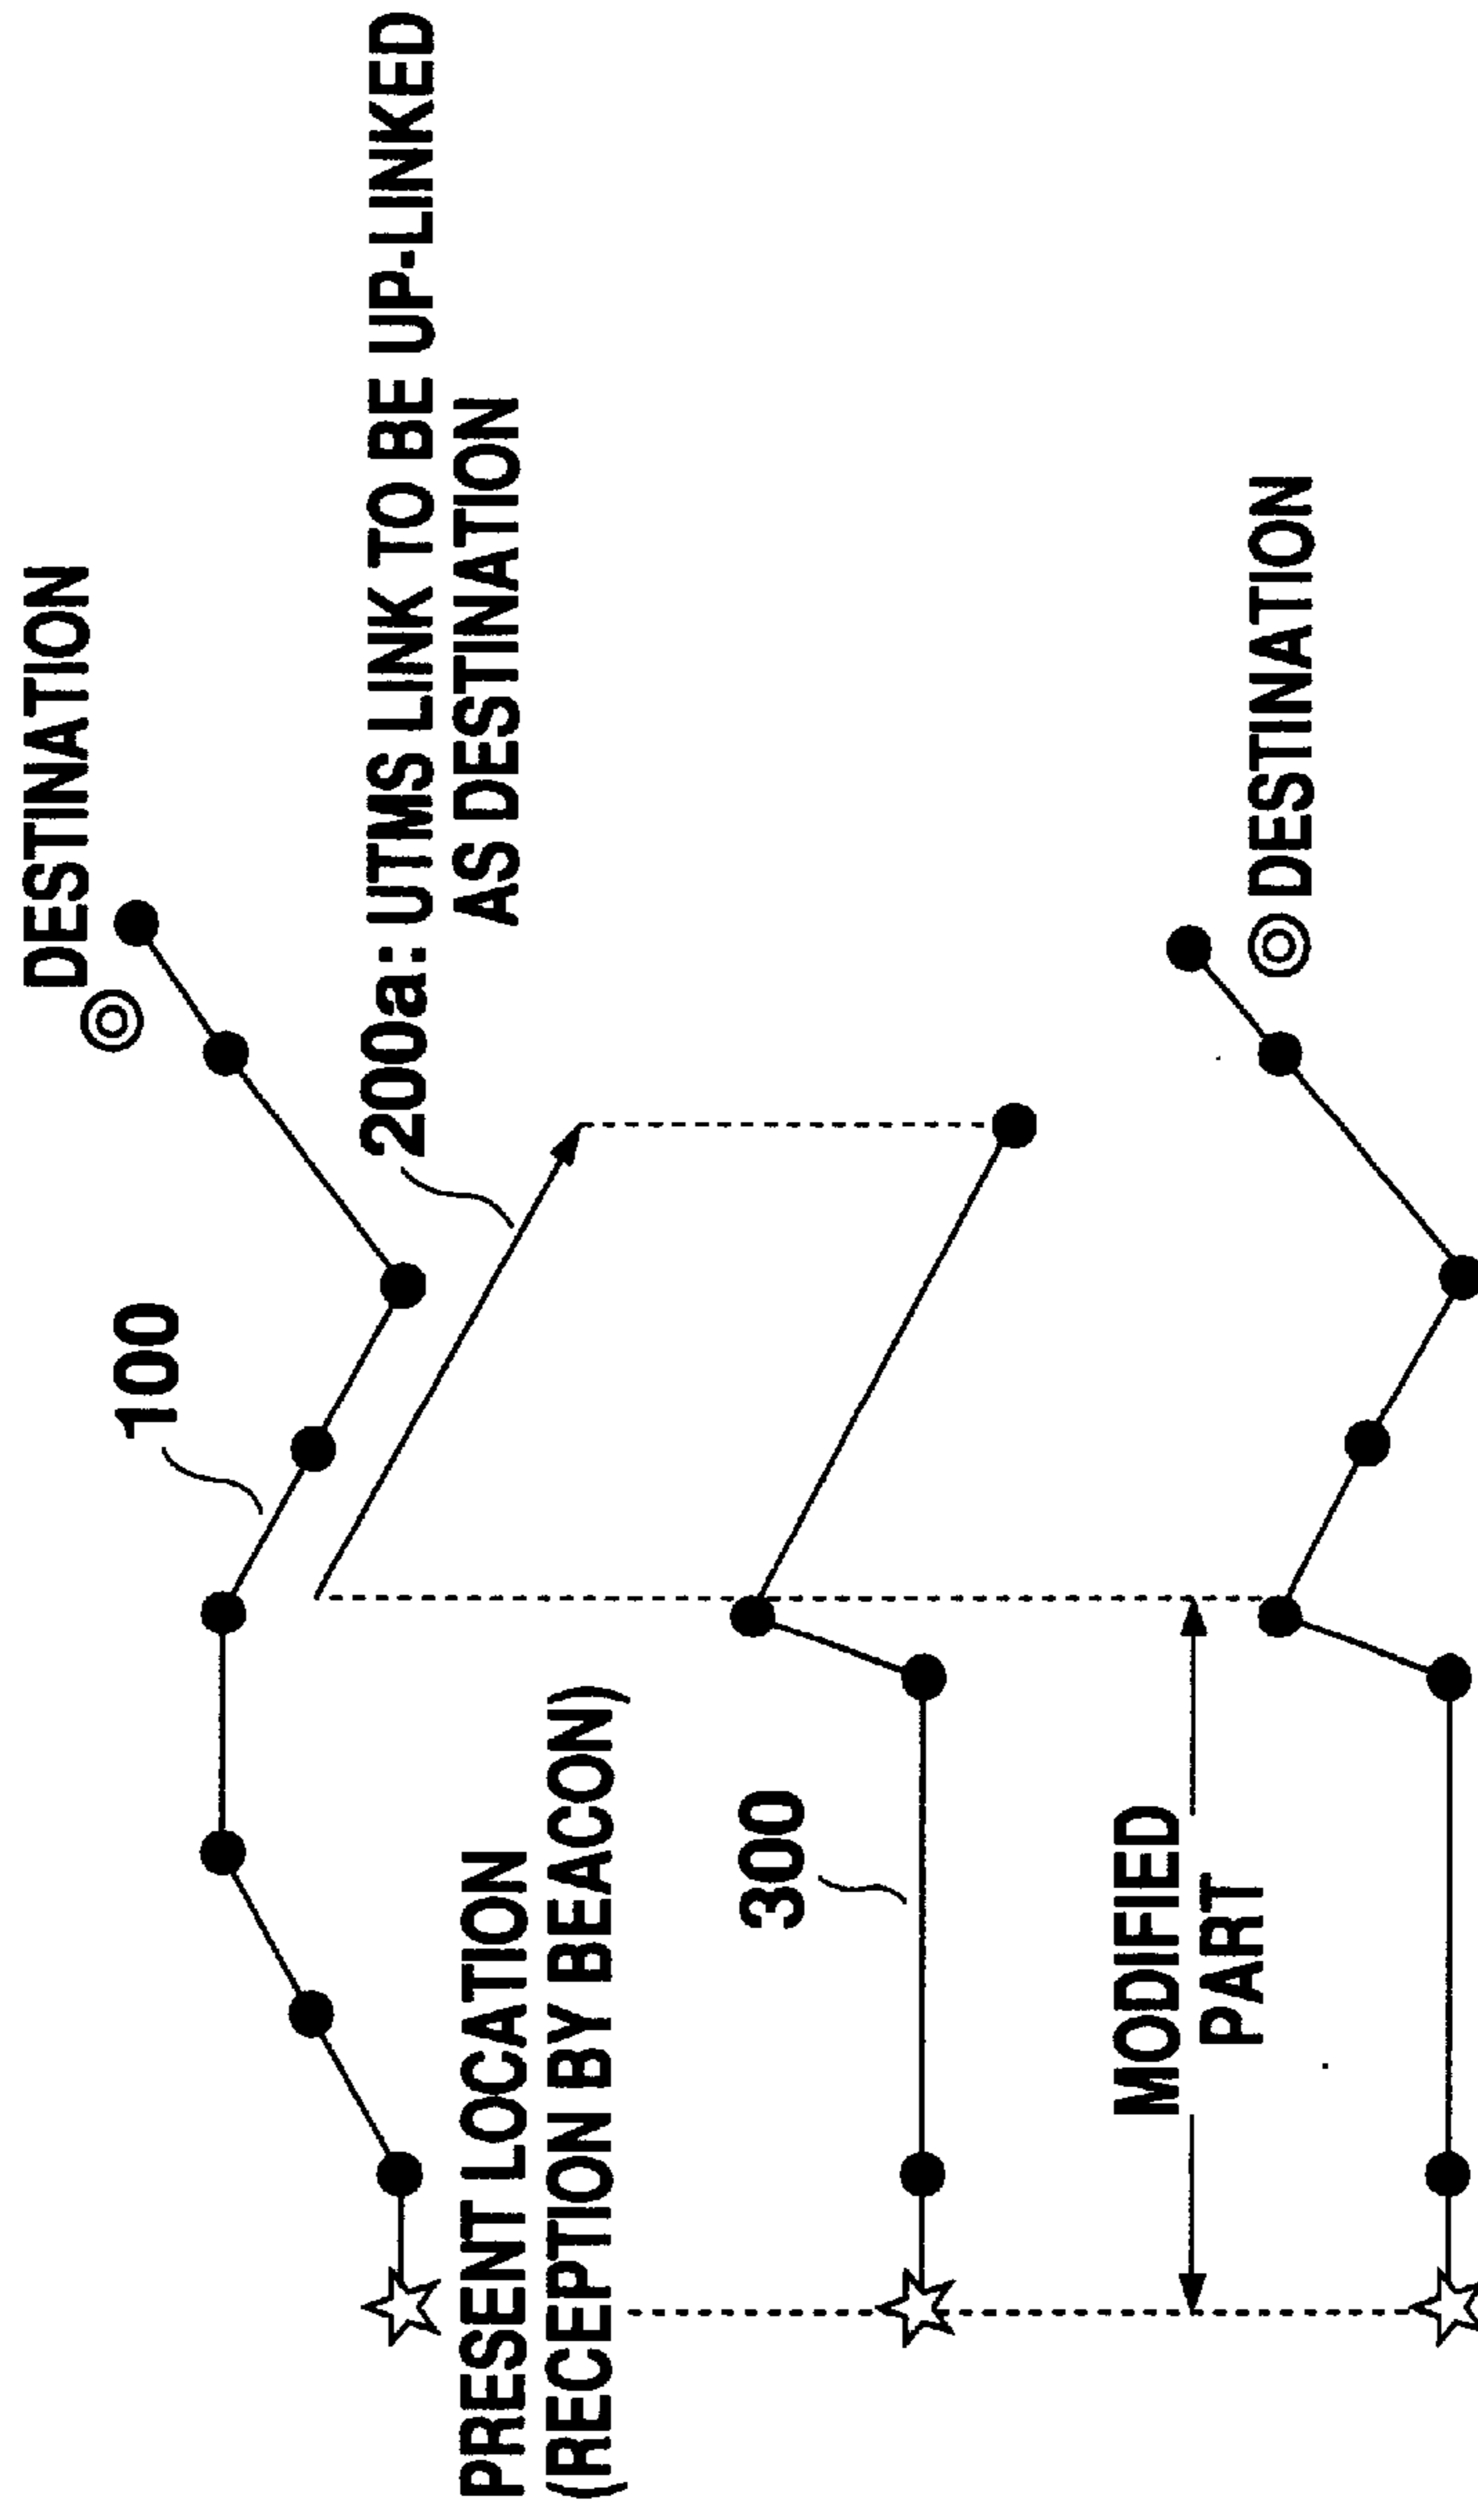 DESTINATION
100
200a: UTMS LINK TO BE UP-LINKED
AS DESTINATION
PRESENT LOCATION
(RECEPTION BY BEACON)
300
MODIFIED
PART
DESTINATION